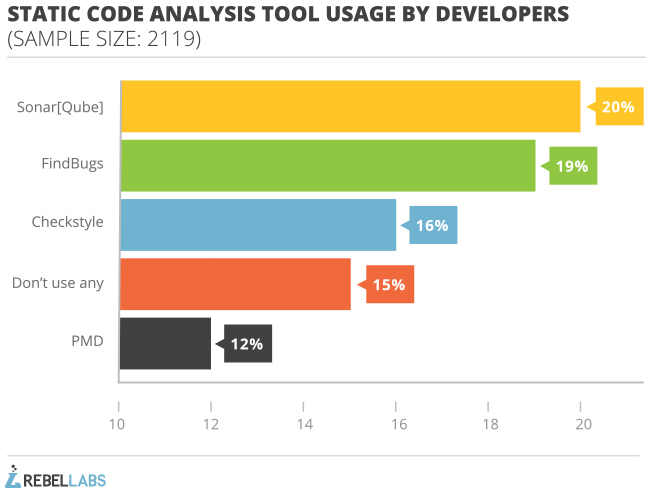 STATIC CODE ANALYSIS TOOL USAGE BY DEVELOPERS
(SAMPLE SIZE: 2119)
Sonar[Qube] 20%
FindBugs 19%
Checkstyle 16%
Don't use any 15%
PMD 12%
10 12 14 16 18 20
REBELLABS